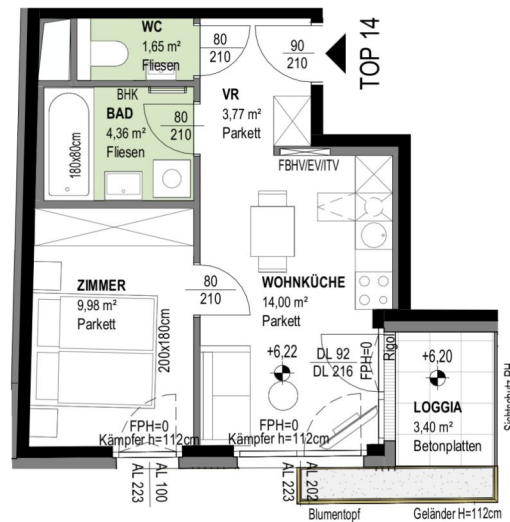 WC
1,65 m²
Fliesen
80
210
90
210
TOP 14
BHK
BAD
4,36 m²
Fliesen
180x80cm
80
210
VR
3,77 m²
Parkett
FBHV/EV/ITV
ZIMMER
9,98 m²
Parkett
200x180cm
80
210
WOHNKÜCHE
14,00 m²
Parkett
+6,22
DL 92
DL 216
FPH=0
Rigol
+6,20
LOGGIA
3,40 m²
Betonplatten
Sichtschutz PH
FPH=0
Kämpfer h=112cm
FPH=0
Kämpfer h=112cm
AL 100
AL 223
AL 202
AL 223
Blumentopf
Geländer H=112cm